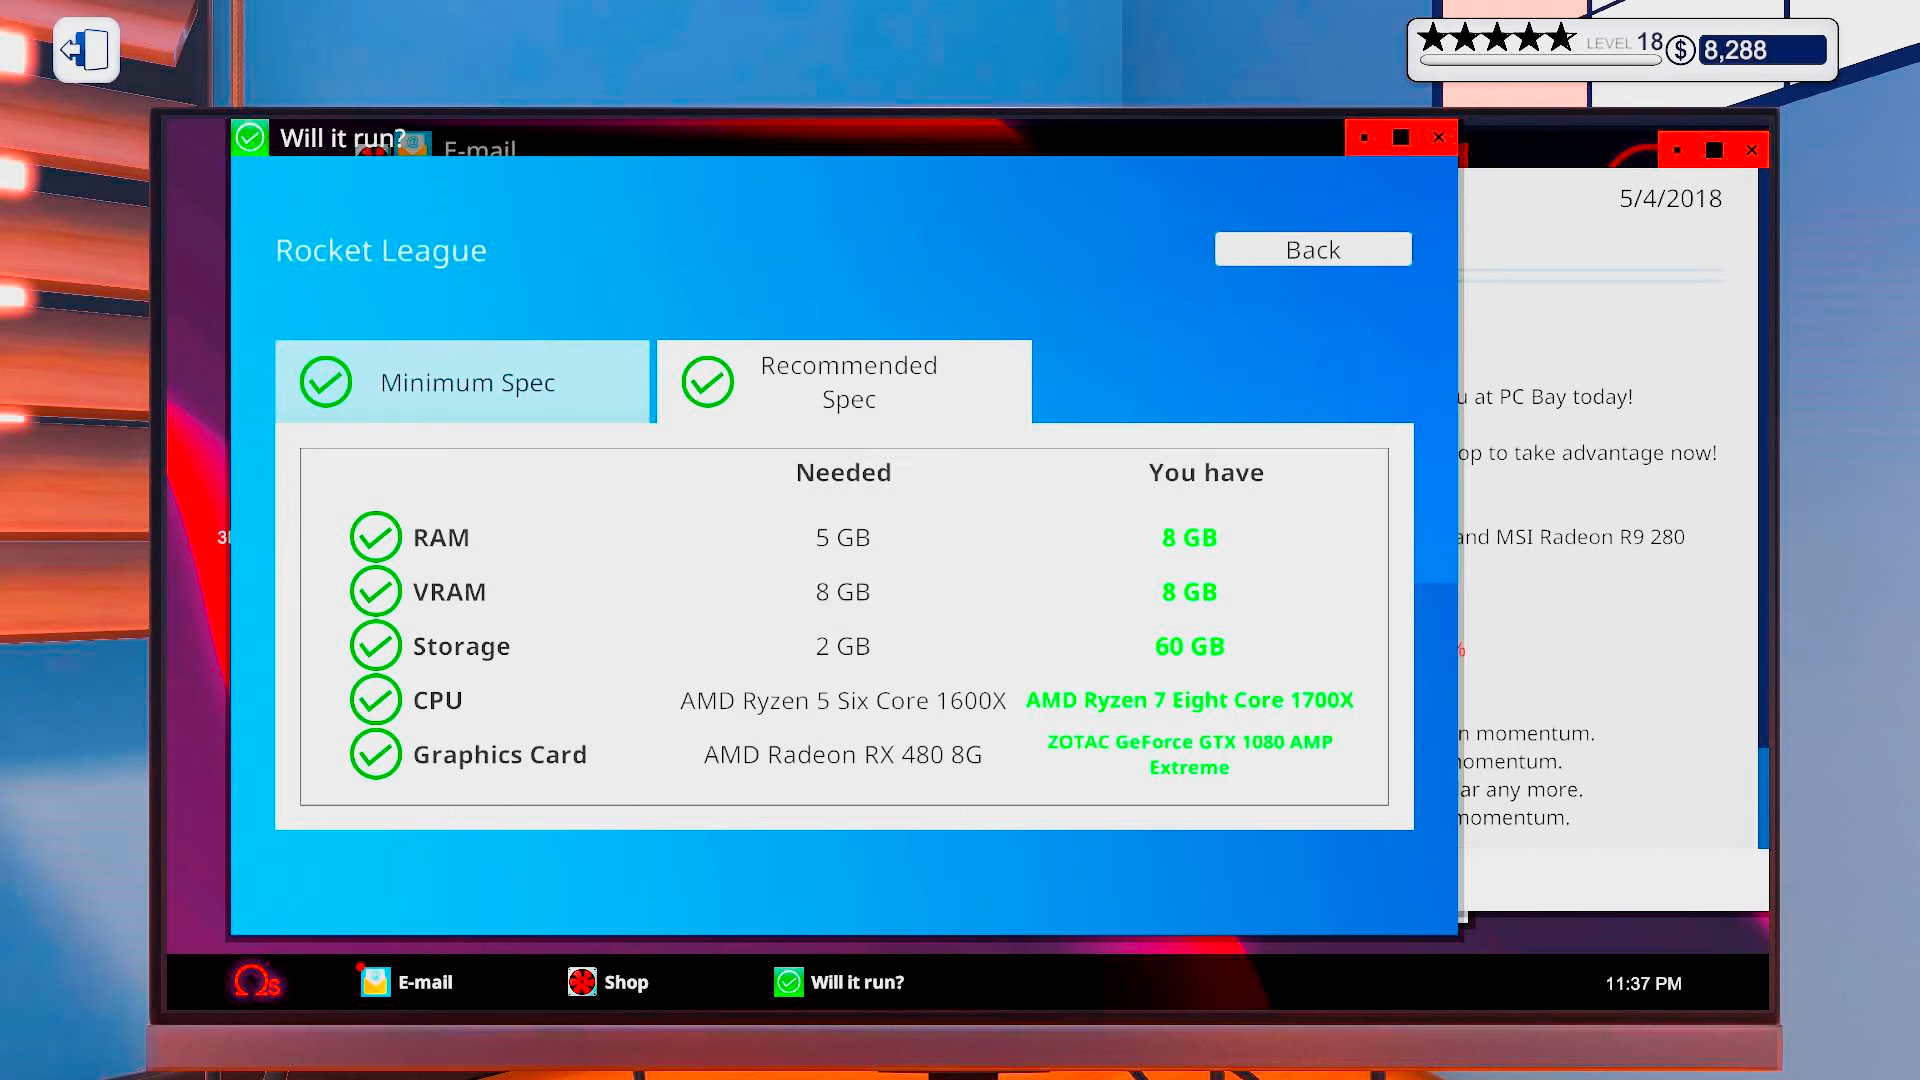 LEVEL 18
$ 8,288
Will it run?
E-mail
5/4/2018
Rocket League
Back
u at PC Bay today!
Minimum Spec
Recommended
Spec
op to take advantage now!
Needed
You have
RAM
5 GB
8 GB
and MSI Radeon R9 280
VRAM
8 GB
8 GB
Storage
2 GB
60 GB
%
CPU
AMD Ryzen 5 Six Core 1600X
AMD Ryzen 7 Eight Core 1700X
Graphics Card
AMD Radeon RX 480 8G
ZOTAC GeForce GTX 1080 AMP
Extreme
n momentum.
momentum.
ar any more.
momentum.
Ωs
E-mail
Shop
Will it run?
11:37 PM